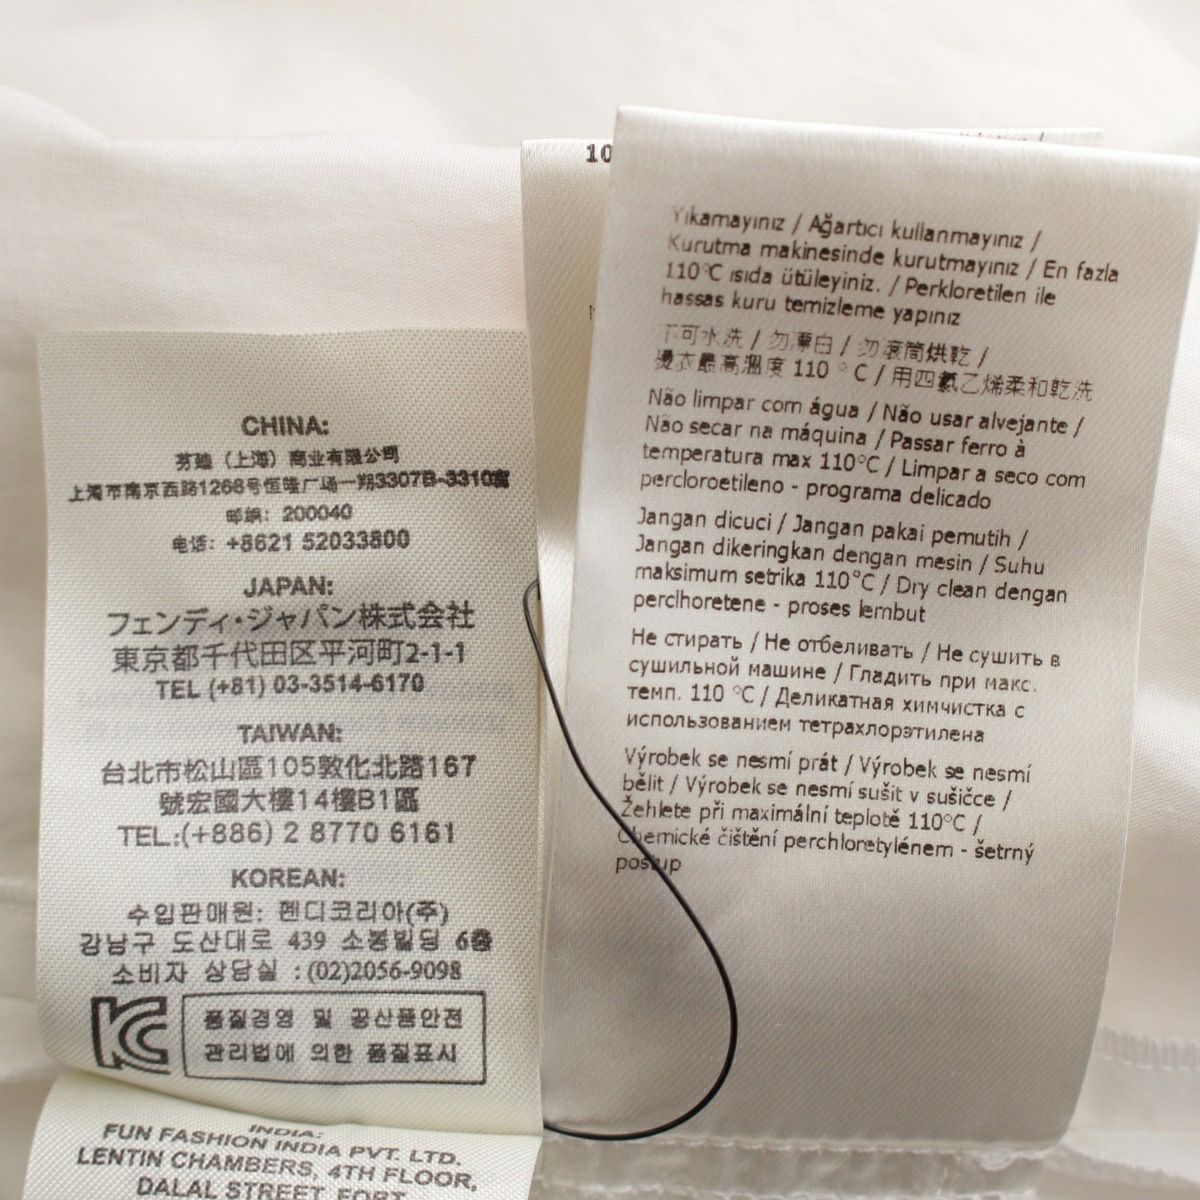 CHINA:
芬迪（上海）商业有限公司
上海市南京西路1266号恒隆广场一期3307B-3310室
邮编: 200040
电话: +8621 52033800
JAPAN:
フェンディ・ジャパン株式会社
東京都千代田区平河町2-1-1
TEL (+81) 03-3514-6170
TAIWAN:
台北市松山區105敦化北路167
號宏國大樓14樓B1區
TEL.:(+886) 2 8770 6161
KOREAN:
수입판매원: 펜디코리아(주)
강남구 도산대로 439 소봉빌딩 6층
소비자 상담실 : (02)2056-9098
품질경영 및 공산품안전
관리법에 의한 품질표시
INDIA:
FUN FASHION INDIA PVT. LTD.
LENTIN CHAMBERS, 4TH FLOOR,
DALAL STREET, FORT
10
Yıkamayınız / Ağartıcı kullanmayınız /
Kurutma makinesinde kurutmayınız / En fazla
110°C ısıda ütüleyiniz. / Perkloretilen ile
hassas kuru temizleme yapınız
不可水洗 / 勿漂白 / 勿滾筒烘乾 /
燙衣最高溫度 110 °C / 用四氯乙烯柔和乾洗
Não limpar com água / Não usar alvejante /
Não secar na máquina / Passar ferro à
temperatura max 110°C / Limpar a seco com
percloroetileno - programa delicado
Jangan dicuci / Jangan pakai pemutih /
Jangan dikeringkan dengan mesin / Suhu
maksimum setrika 110°C / Dry clean dengan
perclhoretene - proses lembut
Не стирать / Не отбеливать / Не сушить в
сушильной машине / Гладить при макс.
темп. 110 °C / Деликатная химчистка с
использованием тетрахлорэтилена
Výrobek se nesmí prát / Výrobek se nesmí
bělit / Výrobek se nesmí sušit v sušičce /
Žehlete při maximální teplotě 110°C /
Chemické čištění perchloretylénem - šetrný
postup